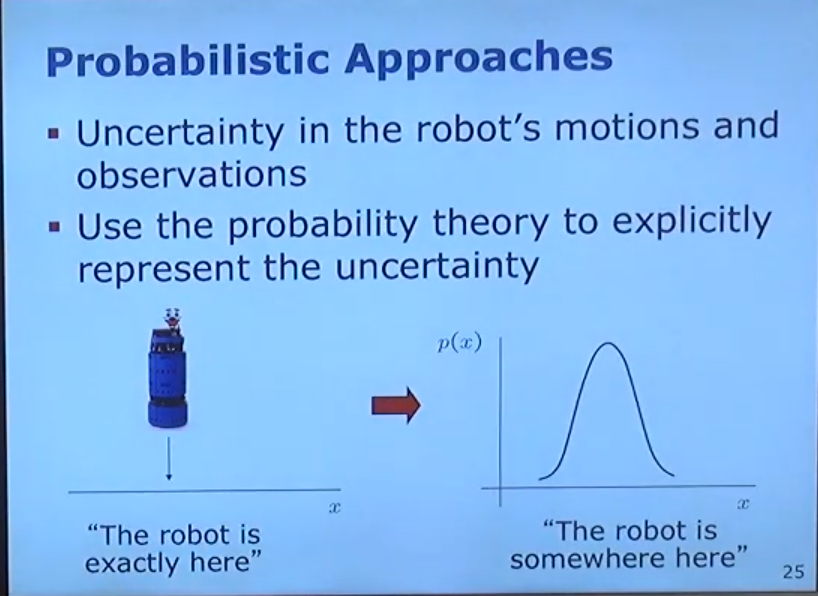 Probabilistic Approaches
Uncertainty in the robot's motions and
observations
Use the probability theory to explicitly
represent the uncertainty
p(x)
x
x
“The robot is
exactly here”
“The robot is
somewhere here”
25